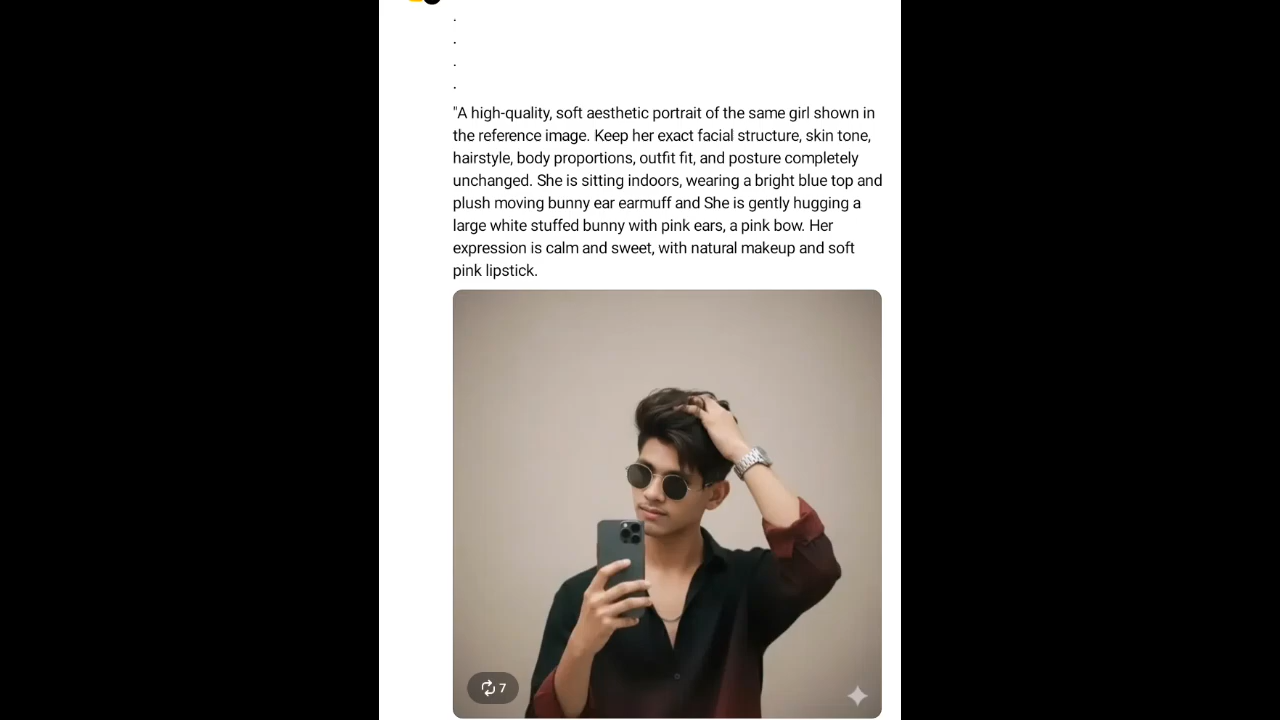 .
.
.
.
"A high-quality, soft aesthetic portrait of the same girl shown in
the reference image. Keep her exact facial structure, skin tone,
hairstyle, body proportions, outfit fit, and posture completely
unchanged. She is sitting indoors, wearing a bright blue top and
plush moving bunny ear earmuff and She is gently hugging a
large white stuffed bunny with pink ears, a pink bow. Her
expression is calm and sweet, with natural makeup and soft
pink lipstick.
7